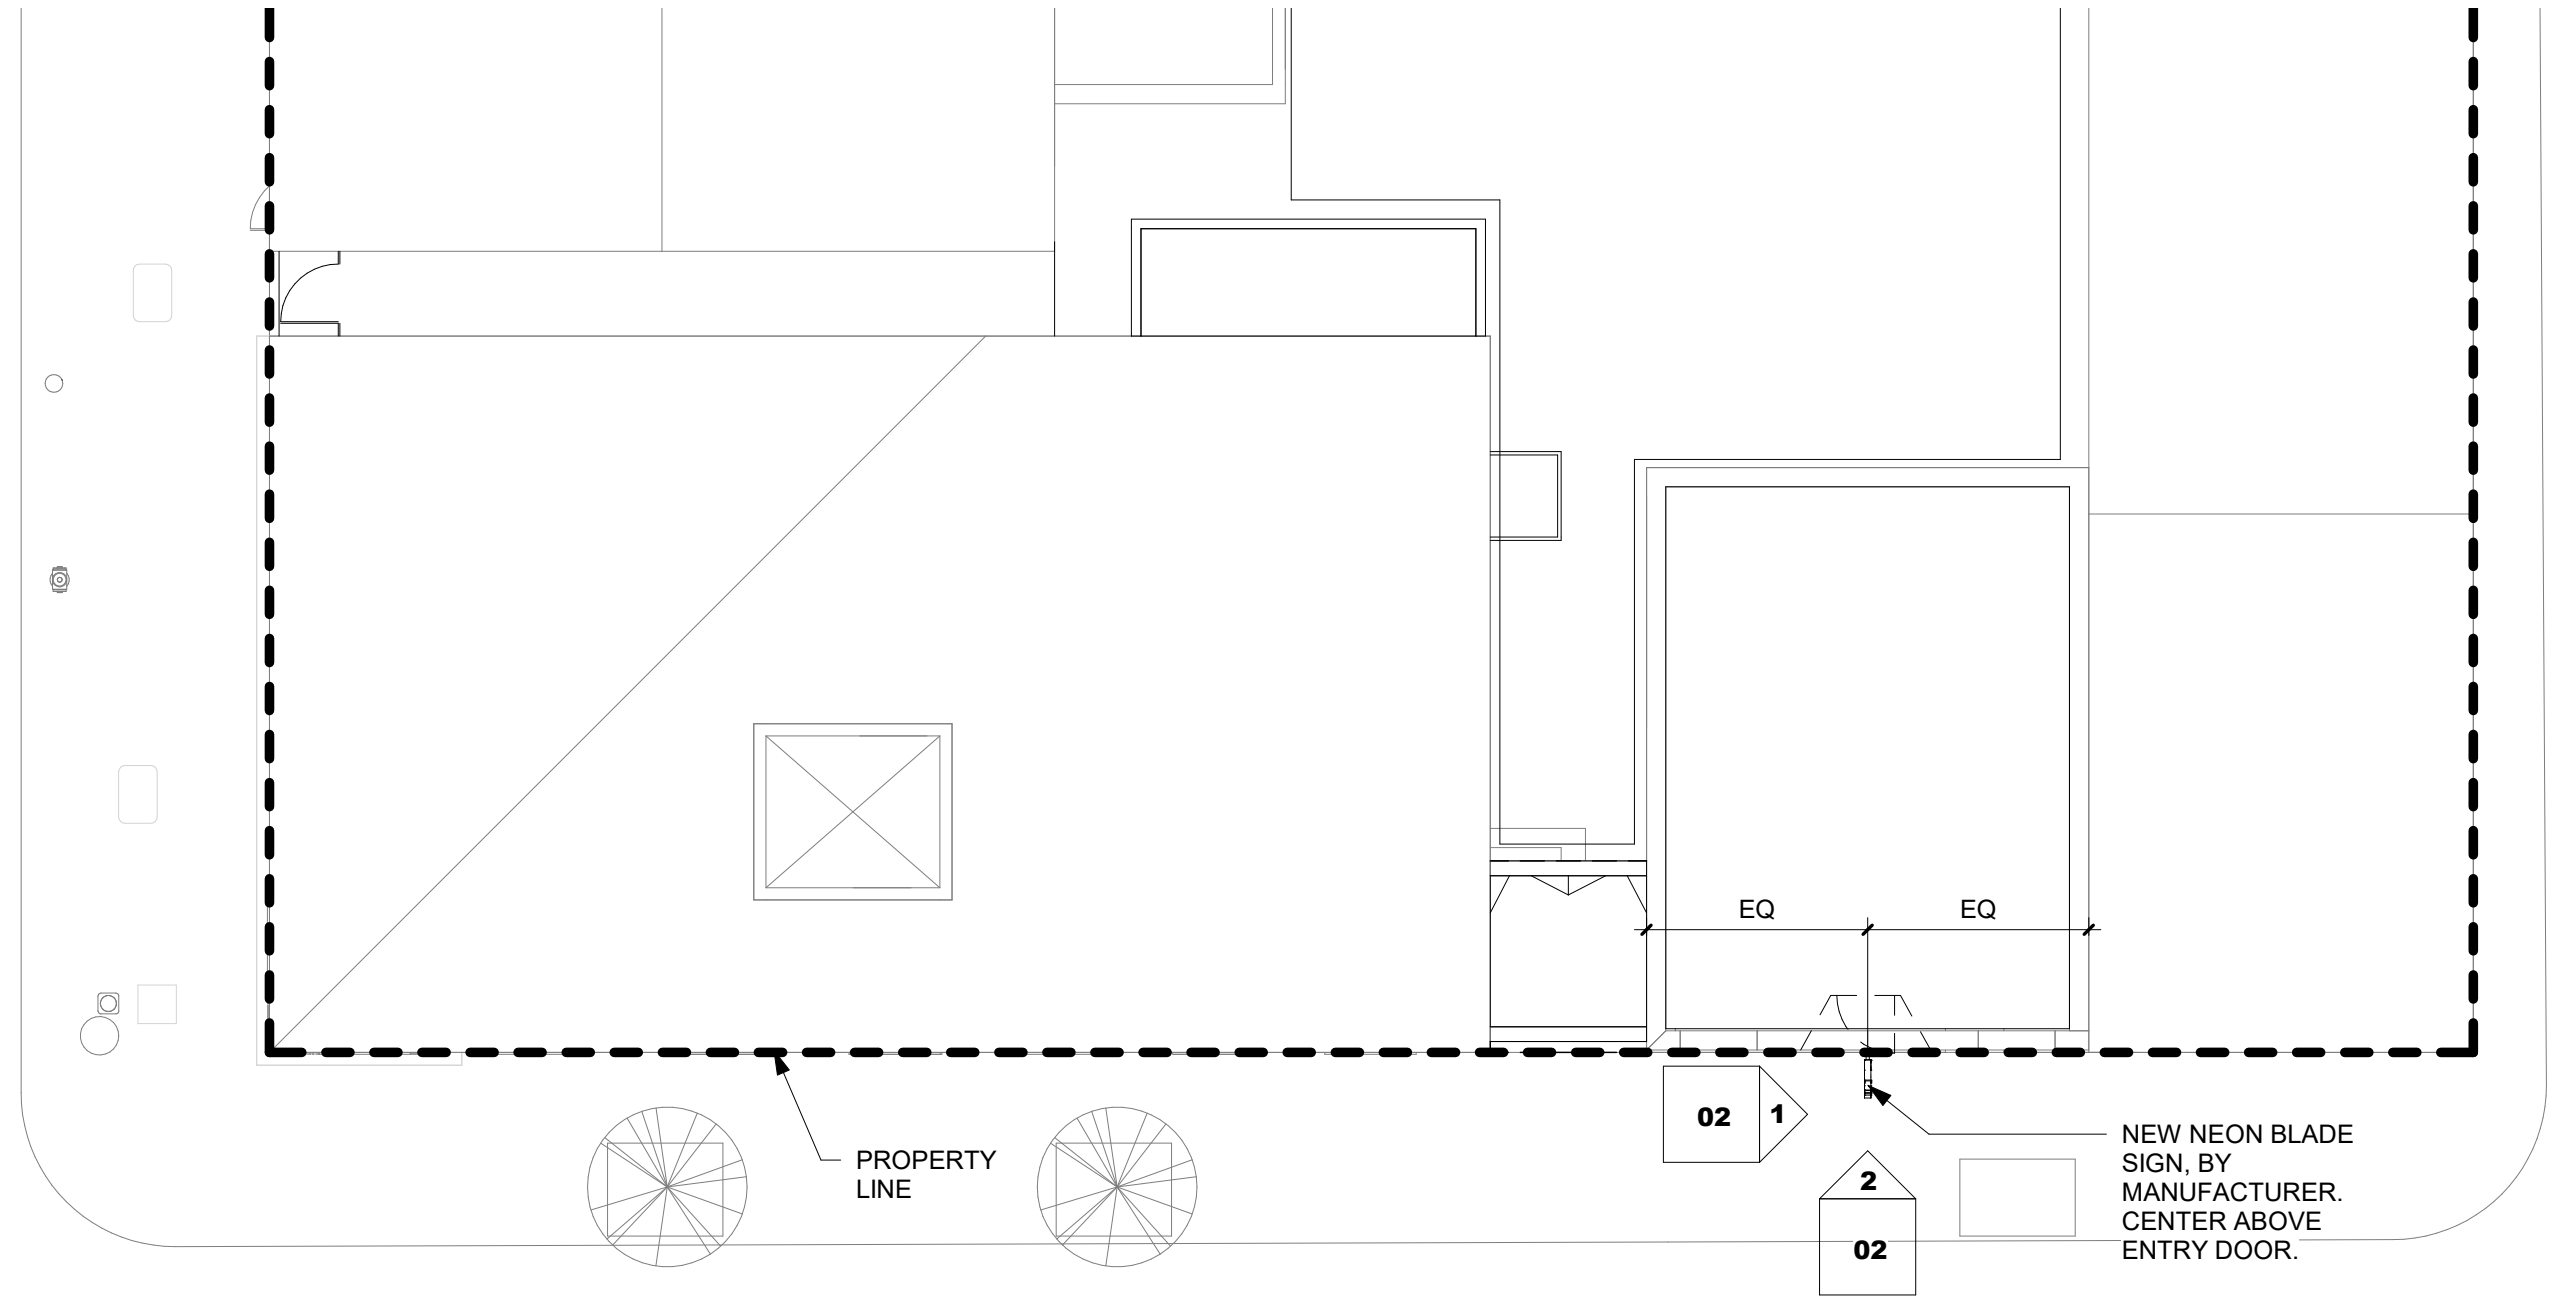 EQ
EQ
PROPERTY
LINE
02
1
2
02
NEW NEON BLADE
SIGN, BY
MANUFACTURER.
CENTER ABOVE
ENTRY DOOR.